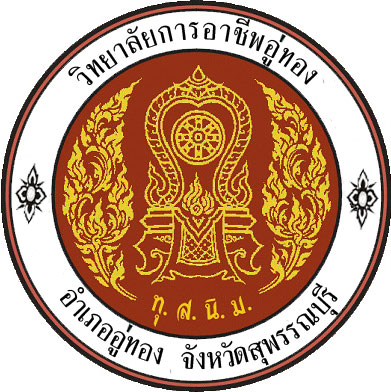 วิทยาลัยการอาชีพอู่ทอง
ทุ. ส. นิ. ม.
อำเภออู่ทอง จังหวัดสุพรรณบุรี